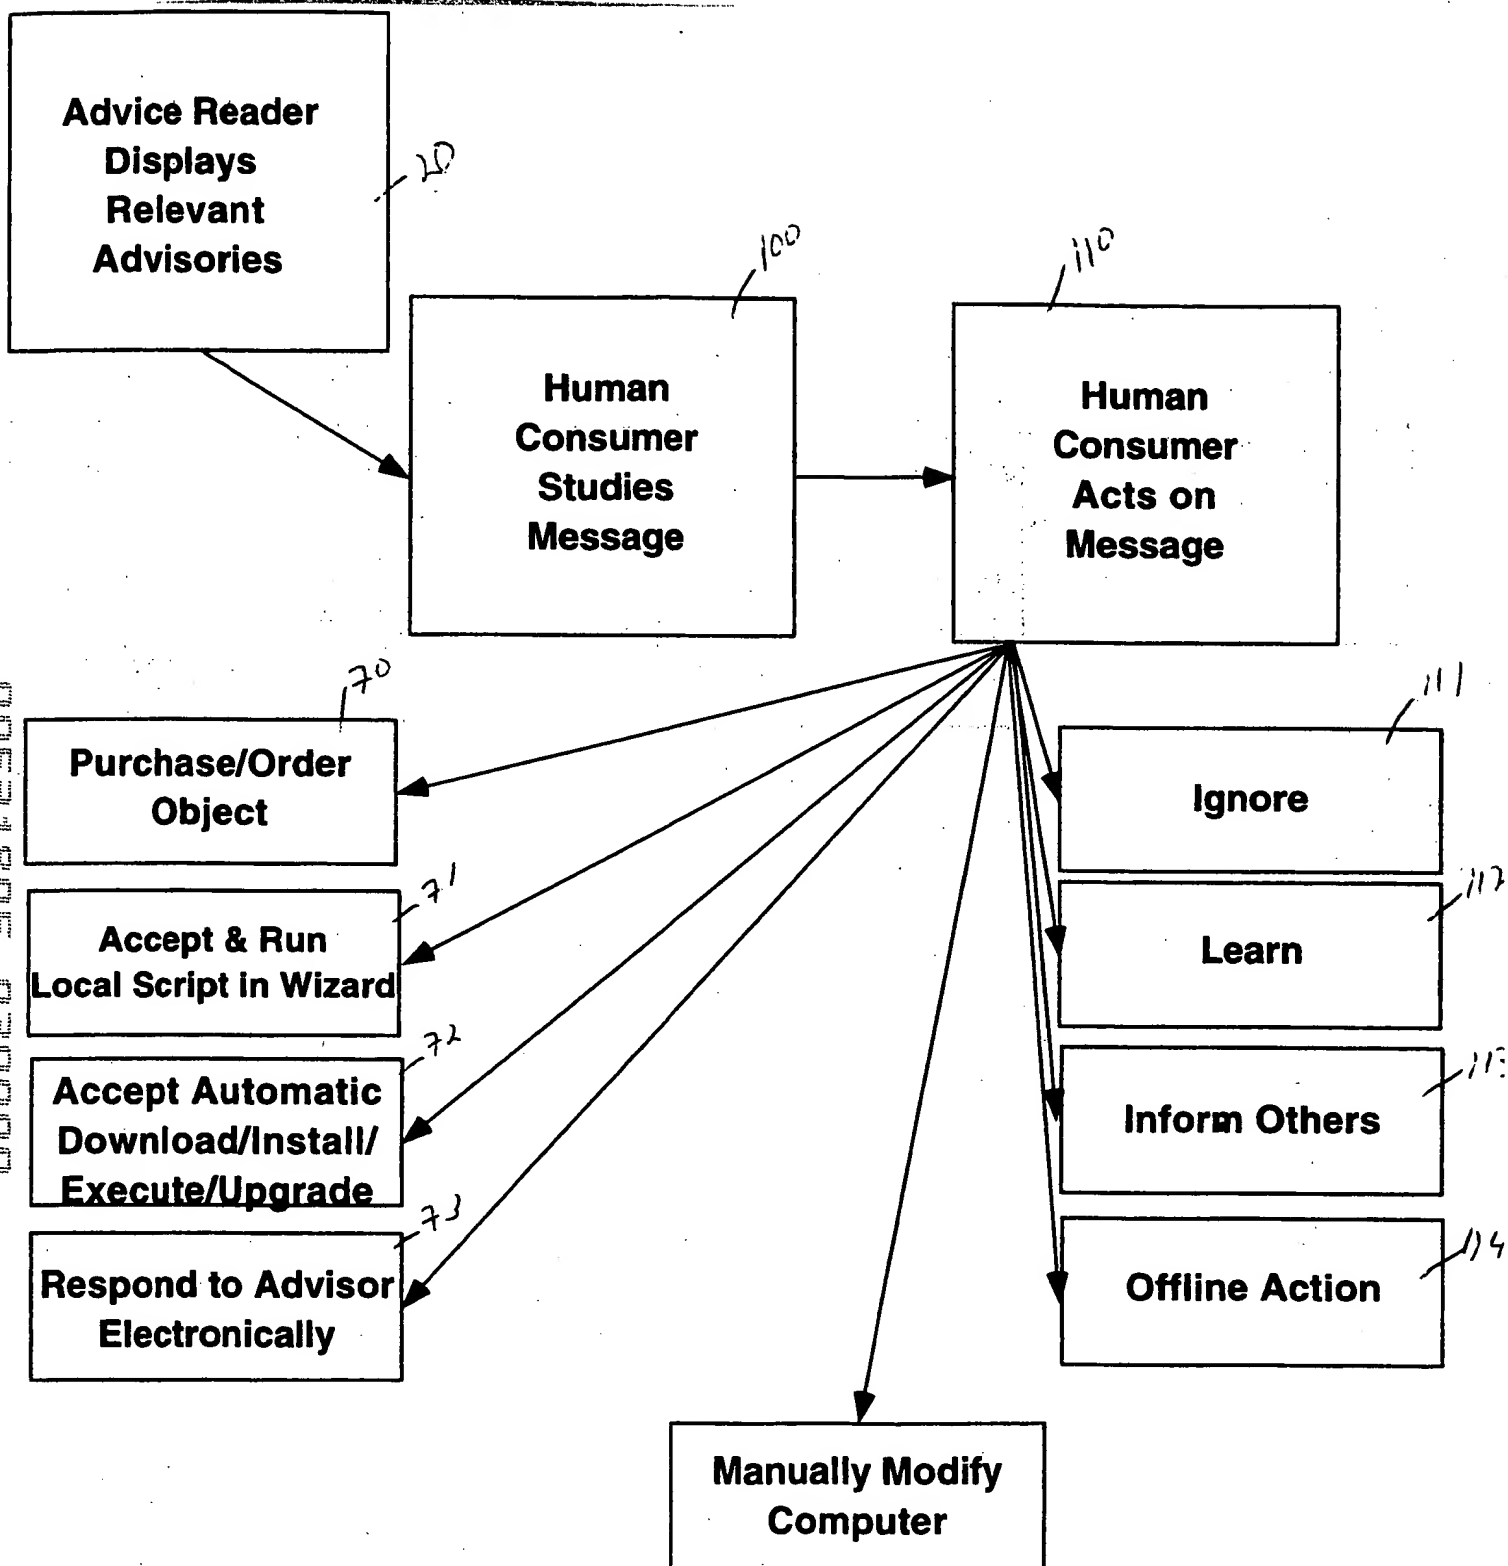 Advice Reader
Displays
Relevant
Advisories
20
100
110
Human
Consumer
Studies
Message
Human
Consumer
Acts on
Message
70
Purchase/Order
Object
111
Ignore
71
Accept & Run
Local Script in Wizard
112
Learn
72
Accept Automatic
Download/Install/
Execute/Upgrade
113
Inform Others
73
Respond to Advisor
Electronically
114
Offline Action
Manually Modify
Computer